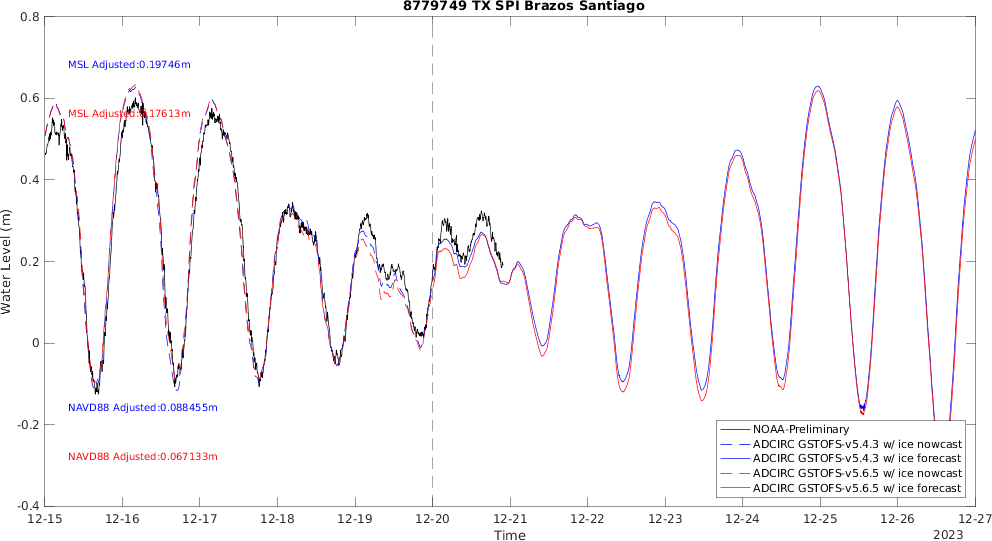 8779749 TX SPI Brazos Santiago
0.8
0.6
0.4
0.2
0
-0.2
-0.4
Water Level (m)
MSL Adjusted:0.19746m
MSL Adjusted:0.17613m
NAVD88 Adjusted:0.088455m
NAVD88 Adjusted:0.067133m
NOAA-Preliminary
ADCIRC GSTOFS-v5.4.3 w/ ice nowcast
ADCIRC GSTOFS-v5.4.3 w/ ice forecast
ADCIRC GSTOFS-v5.6.5 w/ ice nowcast
ADCIRC GSTOFS-v5.6.5 w/ ice forecast
12-15 12-16 12-17 12-18 12-19 12-20 12-21 12-22 12-23 12-24 12-25 12-26 12-27
Time
2023